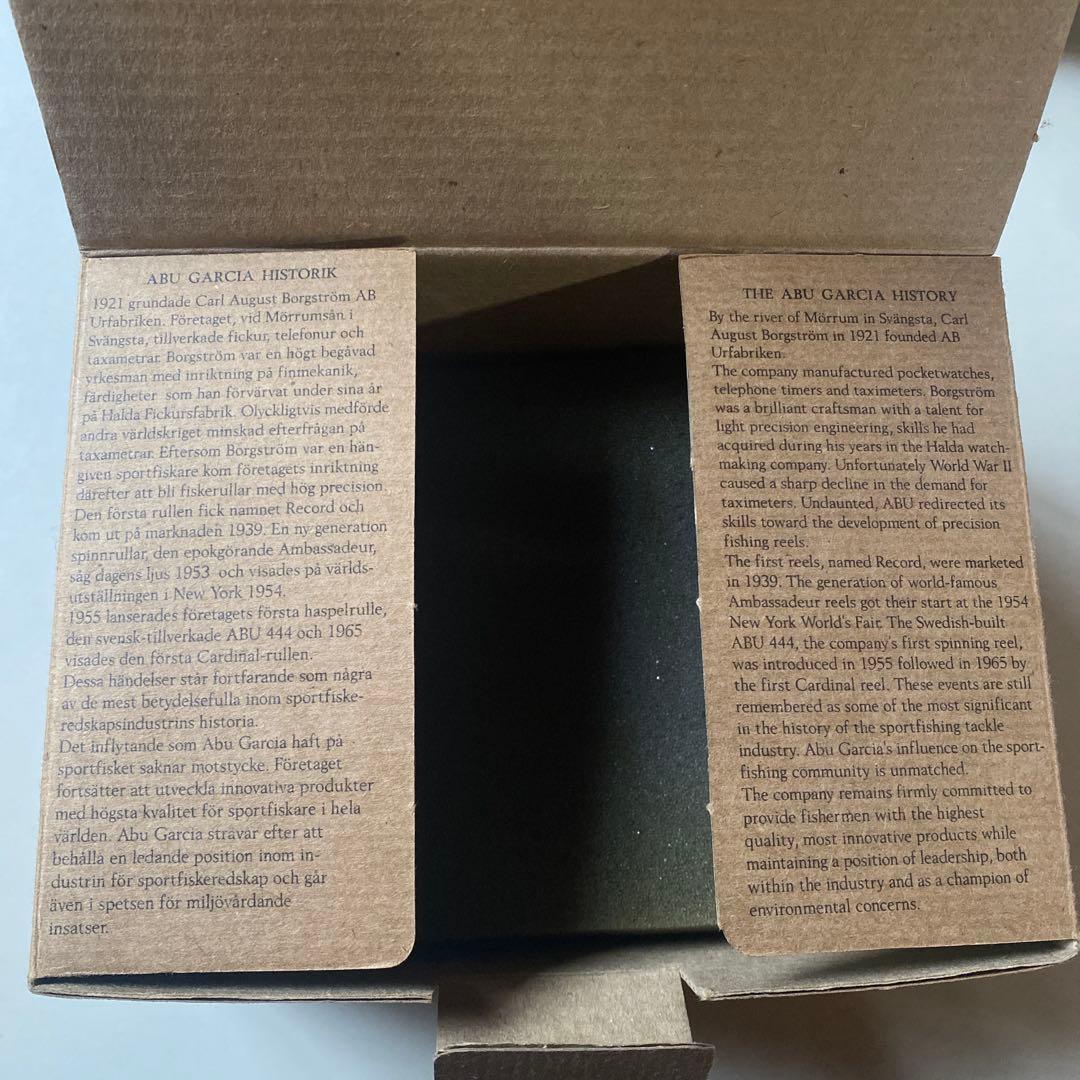 ABU GARCIA HISTORIK
1921 grundade Carl August Borgström AB
Urfabriken. Företaget, vid Mörrumsån i
Svängsta, tillverkade fickur, telefonur och
taxametrar. Borgström var en högt begåvad
yrkesman med inriktning på finmekanik,
färdigheter som han förvärvat under sina år
på Halda Fickursfabrik. Olyckligtvis medförde
andra världskriget minskad efterfrågan på
taxametrar. Eftersom Borgström var en hän-
given sportfiskare kom företagets inriktning
därefter att bli fiskerullar med hög precision.
Den första rullen fick namnet Record och
kom ut på marknaden 1939. En ny generation
spinnrullar, den epokgörande Ambassadeur,
såg dagens ljus 1953 och visades på världs-
utställningen i New York 1954.
1955 lanserades företagets första haspelrulle,
den svensk-tillverkade ABU 444 och 1965
visades den första Cardinal-rullen.
Dessa händelser står fortfarande som några
av de mest betydelsefulla inom sportfiske-
redskapsindustrins historia.
Det inflytande som Abu Garcia haft på
sportfisket saknar motstycke. Företaget
fortsätter att utveckla innovativa produkter
med högsta kvalitet för sportfiskare i hela
världen. Abu Garcia strävar efter att
behålla en ledande position inom in-
dustrin för sportfiskeredskap och går
även i spetsen för miljövårdande
insatser.
THE ABU GARCIA HISTORY
By the river of Mörrum in Svängsta, Carl
August Borgström in 1921 founded AB
Urfabriken.
The company manufactured pocketwatches,
telephone timers and taximeters. Borgström
was a brilliant craftsman with a talent for
light precision engineering, skills he had
acquired during his years in the Halda watch-
making company. Unfortunately World War II
caused a sharp decline in the demand for
taximeters. Undaunted, ABU redirected its
skills toward the development of precision
fishing reels.
The first reels, named Record, were marketed
in 1939. The generation of world-famous
Ambassadeur reels got their start at the 1954
New York World's Fair. The Swedish-built
ABU 444, the company's first spinning reel,
was introduced in 1955 followed in 1965 by
the first Cardinal reel. These events are still
remembered as some of the most significant
in the history of the sportfishing tackle
industry. Abu Garcia's influence on the sport-
fishing community is unmatched.
The company remains firmly committed to
provide fishermen with the highest
quality, most innovative products while
maintaining a position of leadership, both
within the industry and as a champion of
environmental concerns.